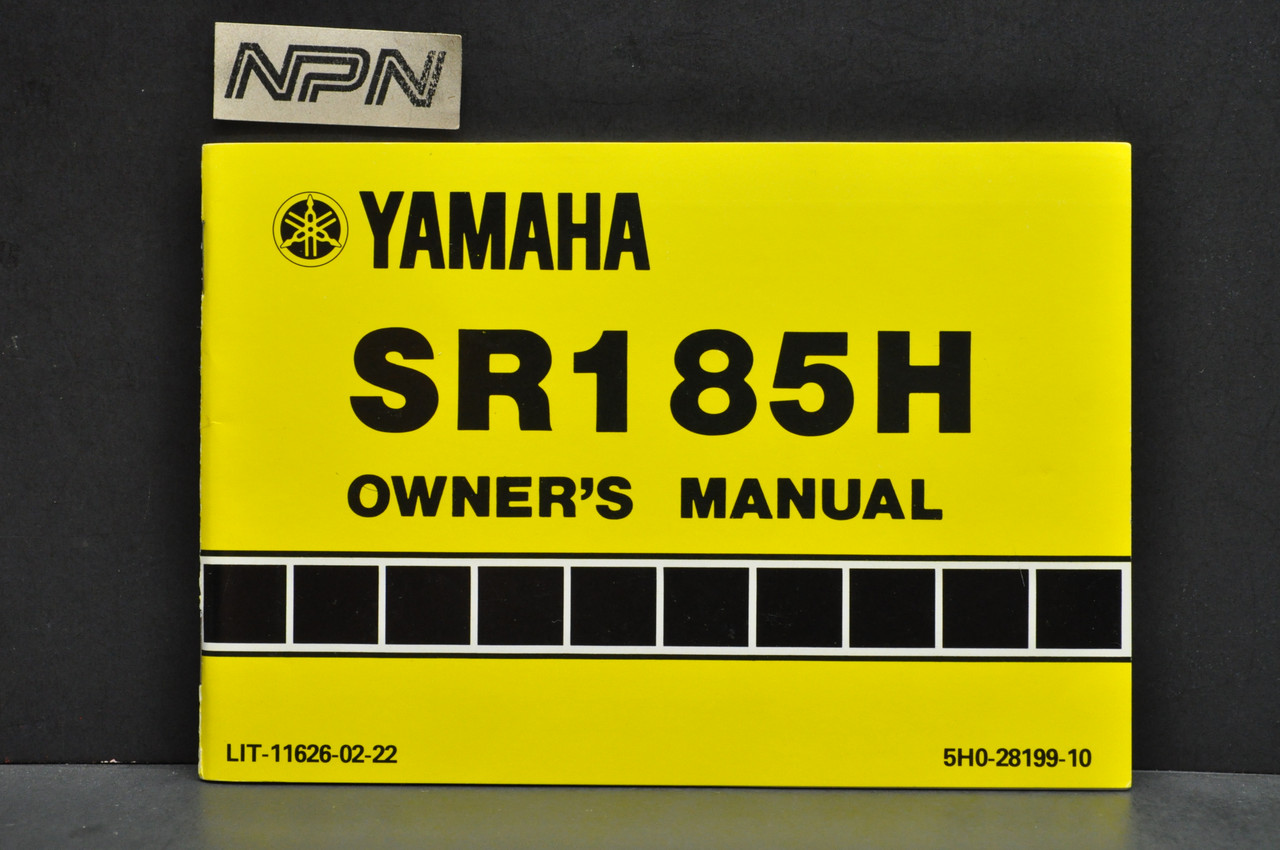 NPN
YAMAHA
SR185H
OWNER'S MANUAL
LIT-11626-02-22
5H0-28199-10